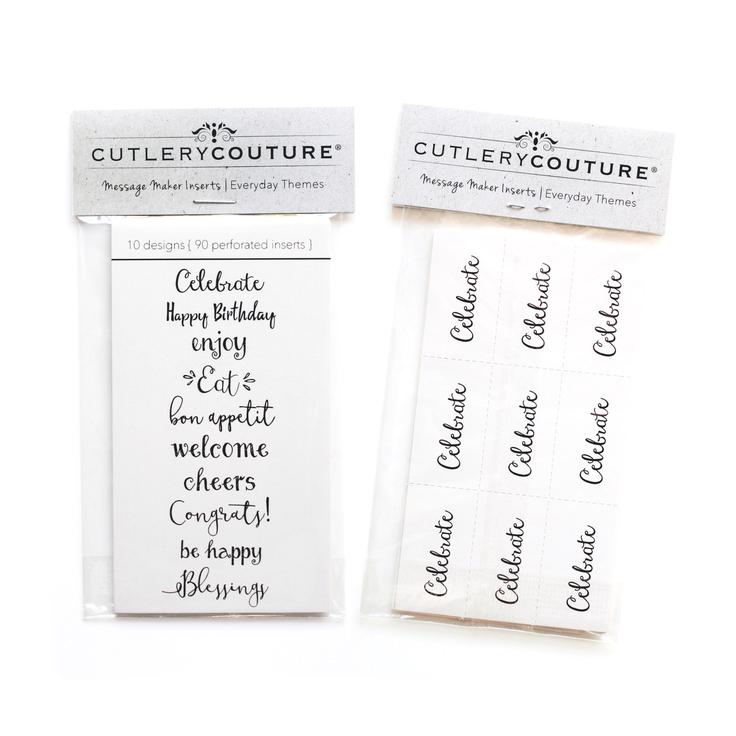 CUTLERYCOUTURE®
Message Maker Inserts | Everyday Themes
10 designs { 90 perforated inserts }
Celebrate
Happy Birthday
enjoy
Eat
bon appetit
welcome
cheers
Congrats!
be happy
Blessings
CUTLERYCOUTURE®
Message Maker Inserts | Everyday Themes
Celebrate Celebrate Celebrate
Celebrate Celebrate Celebrate
Celebrate Celebrate Celebrate